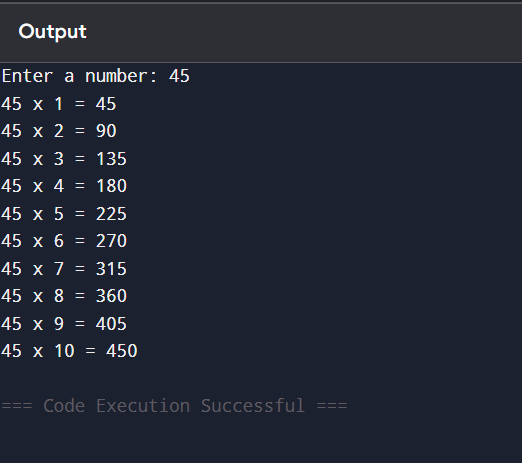 Output
Enter a number: 45
45 x 1 = 45
45 x 2 = 90
45 x 3 = 135
45 x 4 = 180
45 x 5 = 225
45 x 6 = 270
45 x 7 = 315
45 x 8 = 360
45 x 9 = 405
45 x 10 = 450
=== Code Execution Successful ===